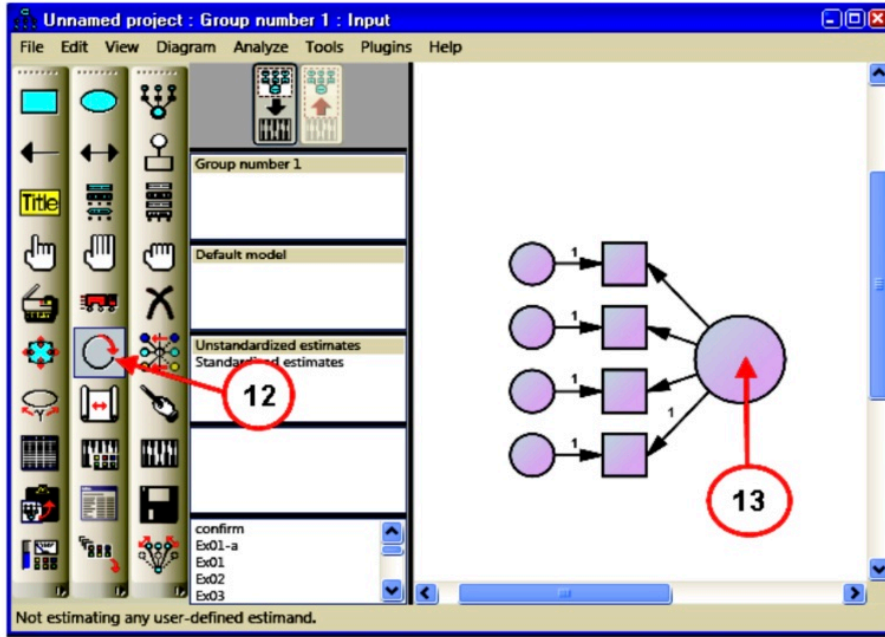 Unnamed project : Group number 1 : Input
File Edit View Diagram Analyze Tools Plugins Help
Title
Group number 1
Default model
Unstandardized estimates
Standardized estimates
12
confirm
Ex01-a
Ex01
Ex02
Ex03
1
1
1
1
1
13
Not estimating any user-defined estimand.